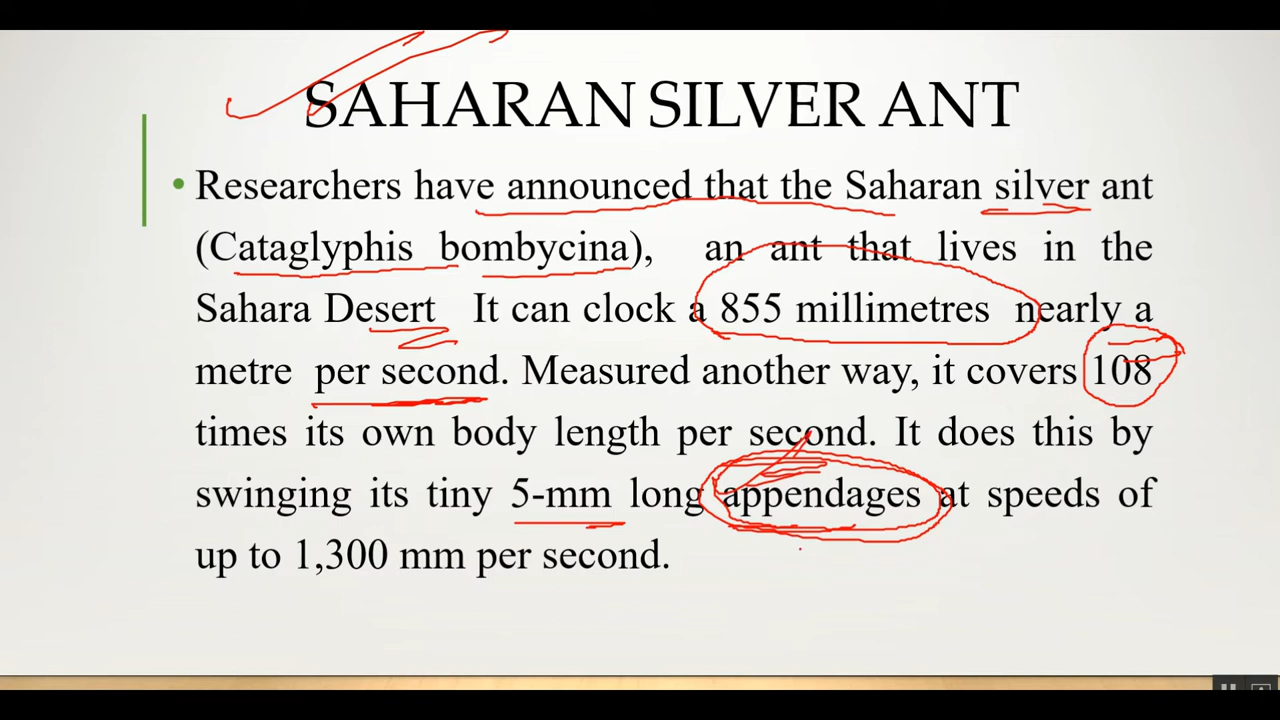 SAHARAN SILVER ANT
• Researchers have announced that the Saharan silver ant
(Cataglyphis bombycina), an ant that lives in the
Sahara Desert It can clock a 855 millimetres nearly a
metre per second. Measured another way, it covers 108
times its own body length per second. It does this by
swinging its tiny 5-mm long appendages at speeds of
up to 1,300 mm per second.